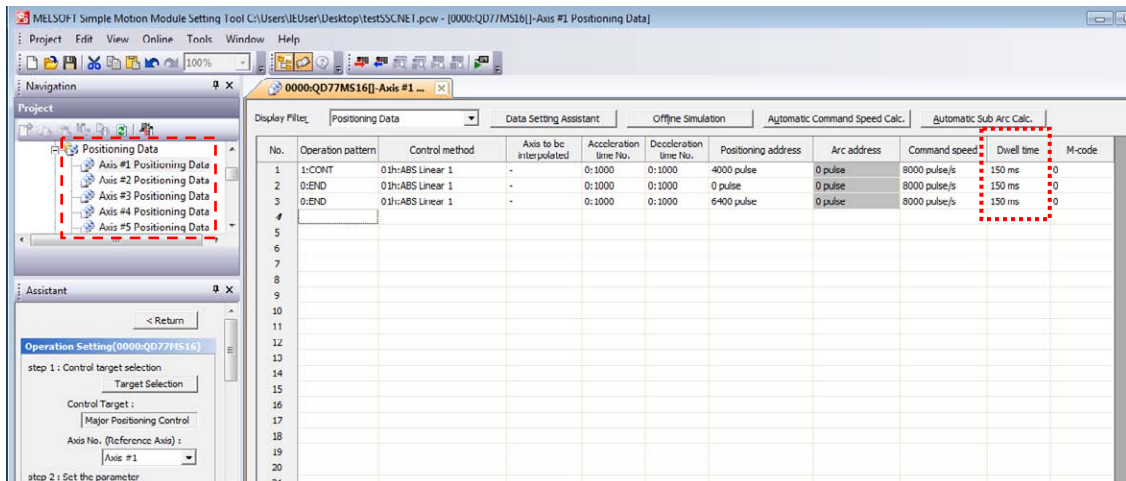 MELSOFT Simple Motion Module Setting Tool C:\Users\IEUser\Desktop\testSSCNET.pcw - [0000:QD77MS16[]-Axis #1 Positioning Data]
Project Edit View Online Tools Window Help
100%
Navigation
0000:QD77MS16[]-Axis #1 ...
Project
Display Filter Positioning Data Data Setting Assistant Offline Simulation Automatic Command Speed Calc. Automatic Sub Arc Calc.
Positioning Data
Axis #1 Positioning Data
Axis #2 Positioning Data
Axis #3 Positioning Data
Axis #4 Positioning Data
Axis #5 Positioning Data
No. Operation pattern Control method Axis to be interpolated Acceleration time No. Deceleration time No. Positioning address Arc address Command speed Dwell time M-code
1 1:CONT 01h:ABS Linear 1 - 0:1000 0:1000 4000 pulse 0 pulse 8000 pulse/s 150 ms 0
2 0:END 01h:ABS Linear 1 - 0:1000 0:1000 0 pulse 0 pulse 8000 pulse/s 150 ms 0
3 0:END 01h:ABS Linear 1 - 0:1000 0:1000 6400 pulse 0 pulse 8000 pulse/s 150 ms 0
4
5
6
7
8
9
10
11
12
13
14
15
16
17
18
19
20
Assistant
< Return
Operation Setting(0000:QD77MS16)
step 1 : Control target selection
Target Selection
Control Target :
Major Positioning Control
Axis No. (Reference Axis) :
Axis #1
step 2 : Set the parameter